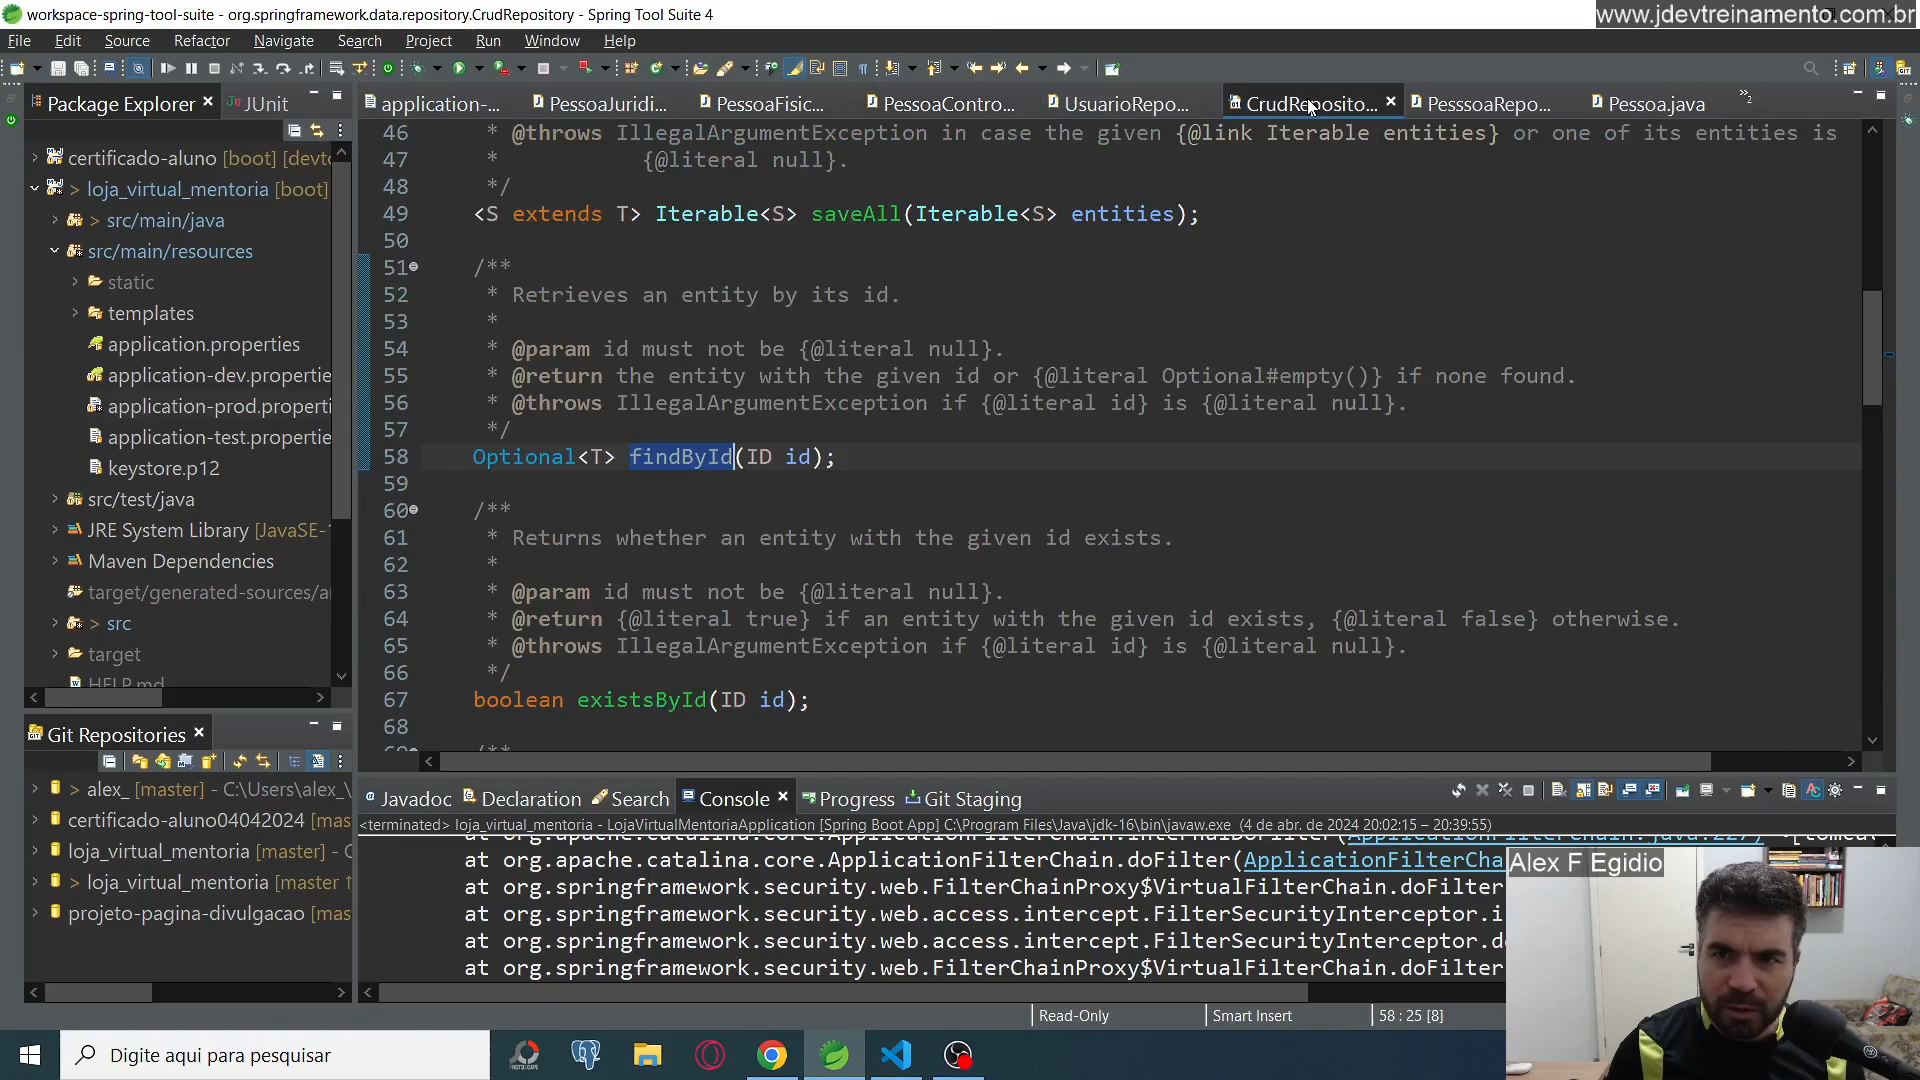 workspace-spring-tool-suite - org.springframework.data.repository.CrudRepository - Spring Tool Suite 4
www.jdevtreinamento.com.br
File Edit Source Refactor Navigate Search Project Run Window Help
Package Explorer JUnit
application-... PessoaJuridi... PessoaFisic... PessoaContro... UsuarioRepo... CrudReposito... PesssoaRepo... Pessoa.java
certificado-aluno [boot] [devto
loja_virtual_mentoria [boot]
src/main/java
src/main/resources
static
templates
application.properties
application-dev.propertie
application-prod.properti
application-test.propertie
keystore.p12
src/test/java
JRE System Library [JavaSE-1
Maven Dependencies
target/generated-sources/an
src
target
HELP.md
46 * @throws IllegalArgumentException in case the given {@link Iterable entities} or one of its entities is
47 * {@literal null}.
48 */
49 <S extends T> Iterable<S> saveAll(Iterable<S> entities);
50
51 /**
52 * Retrieves an entity by its id.
53 *
54 * @param id must not be {@literal null}.
55 * @return the entity with the given id or {@literal Optional#empty()} if none found.
56 * @throws IllegalArgumentException if {@literal id} is {@literal null}.
57 */
58 Optional<T> findById(ID id);
59
60 /**
61 * Returns whether an entity with the given id exists.
62 *
63 * @param id must not be {@literal null}.
64 * @return {@literal true} if an entity with the given id exists, {@literal false} otherwise.
65 * @throws IllegalArgumentException if {@literal id} is {@literal null}.
66 */
67 boolean existsById(ID id);
68
Git Repositories
> alex_ [master] - C:\Users\alex_\
certificado-aluno04042024 [mas
loja_virtual_mentoria [master] - C
> loja_virtual_mentoria [master ↑
projeto-pagina-divulgacao [mas
Javadoc Declaration Search Console Progress Git Staging
<terminated> loja_virtual_mentoria - LojaVirtualMentoriaApplication [Spring Boot App] C:\Program Files\Java\jdk-16\bin\javaw.exe (4 de abr. de 2024 20:02:15 – 20:39:55)
at org.apache.catalina.core.ApplicationFilterChain.doFilter(ApplicationFilterCha
at org.springframework.security.web.FilterChainProxy$VirtualFilterChain.doFilter
at org.springframework.security.web.access.intercept.FilterSecurityInterceptor.i
at org.springframework.security.web.access.intercept.FilterSecurityInterceptor.do
at org.springframework.security.web.FilterChainProxy$VirtualFilterChain.doFilter
Alex F Egidio
Read-Only Smart Insert 58 : 25 [8]
Digite aqui para pesquisar